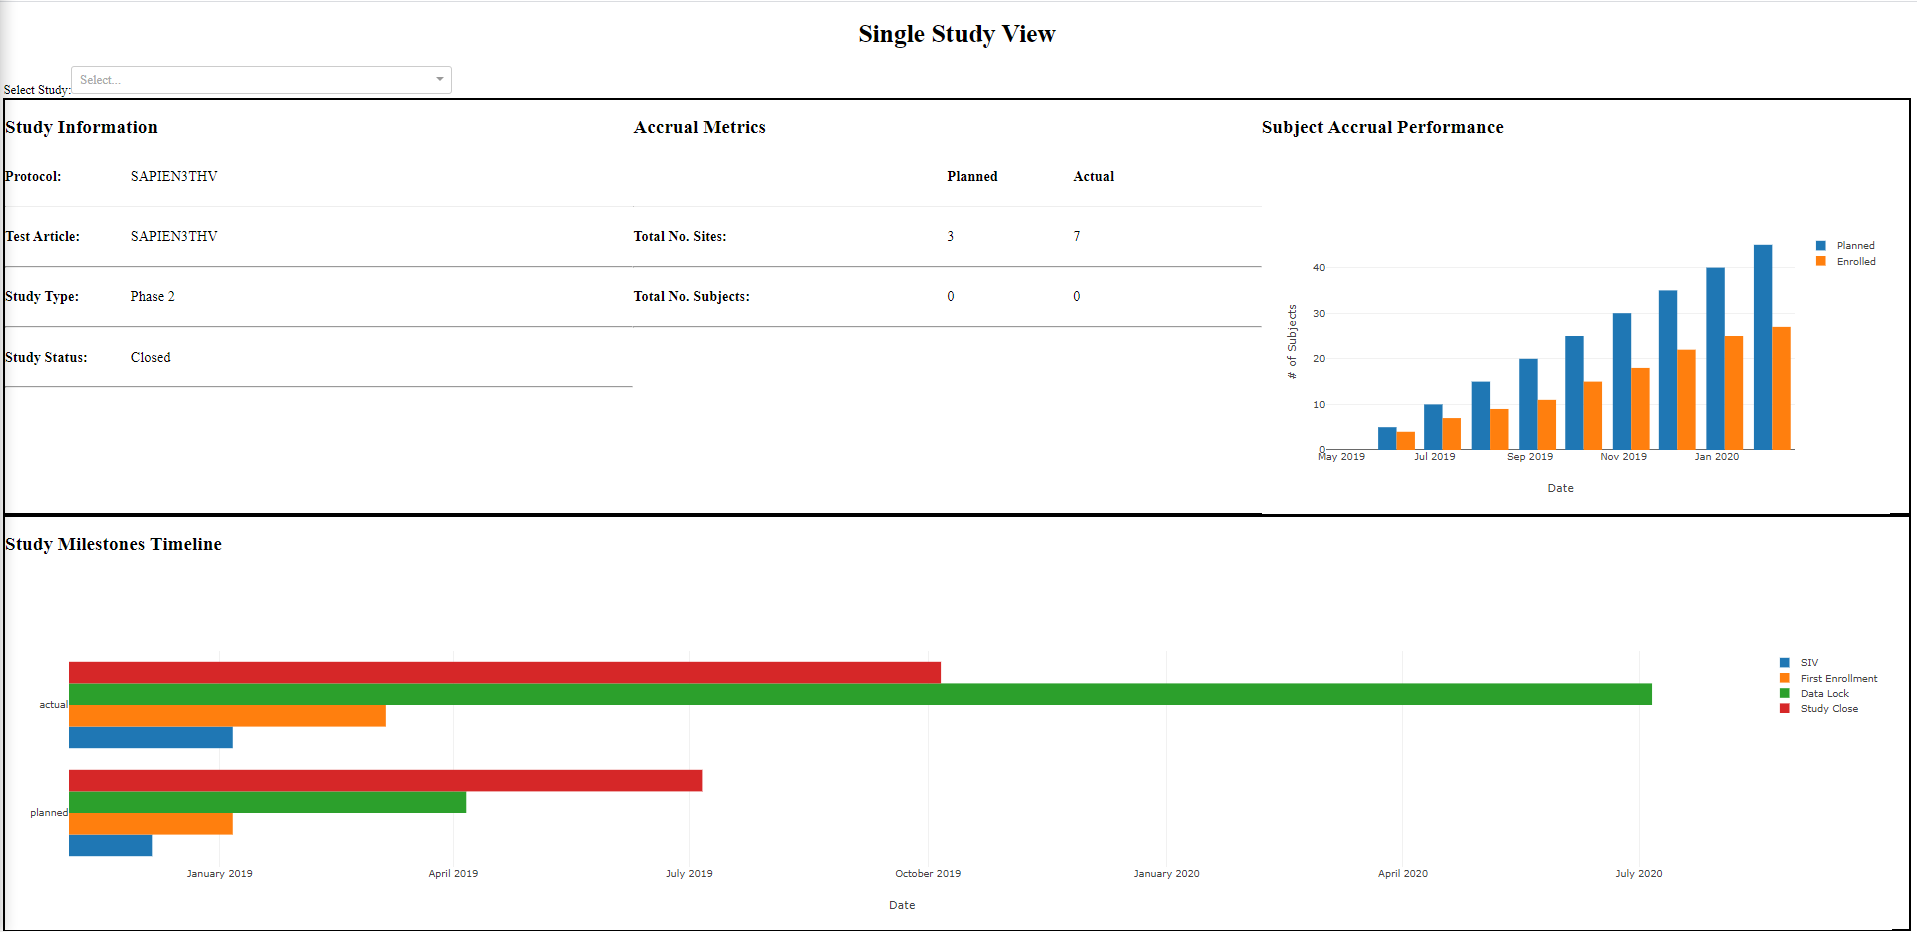 Single Study View
Select Study: Select...
Study Information
Protocol: SAPIEN3THV
Test Article: SAPIEN3THV
Study Type: Phase 2
Study Status: Closed
Accrual Metrics
Planned Actual
Total No. Sites: 3 7
Total No. Subjects: 0 0
Subject Accrual Performance
Planned
Enrolled
# of Subjects
40
30
20
10
0
May 2019 Jul 2019 Sep 2019 Nov 2019 Jan 2020
Date
Study Milestones Timeline
SIV
First Enrollment
Data Lock
Study Close
actual
planned
January 2019 April 2019 July 2019 October 2019 January 2020 April 2020 July 2020
Date